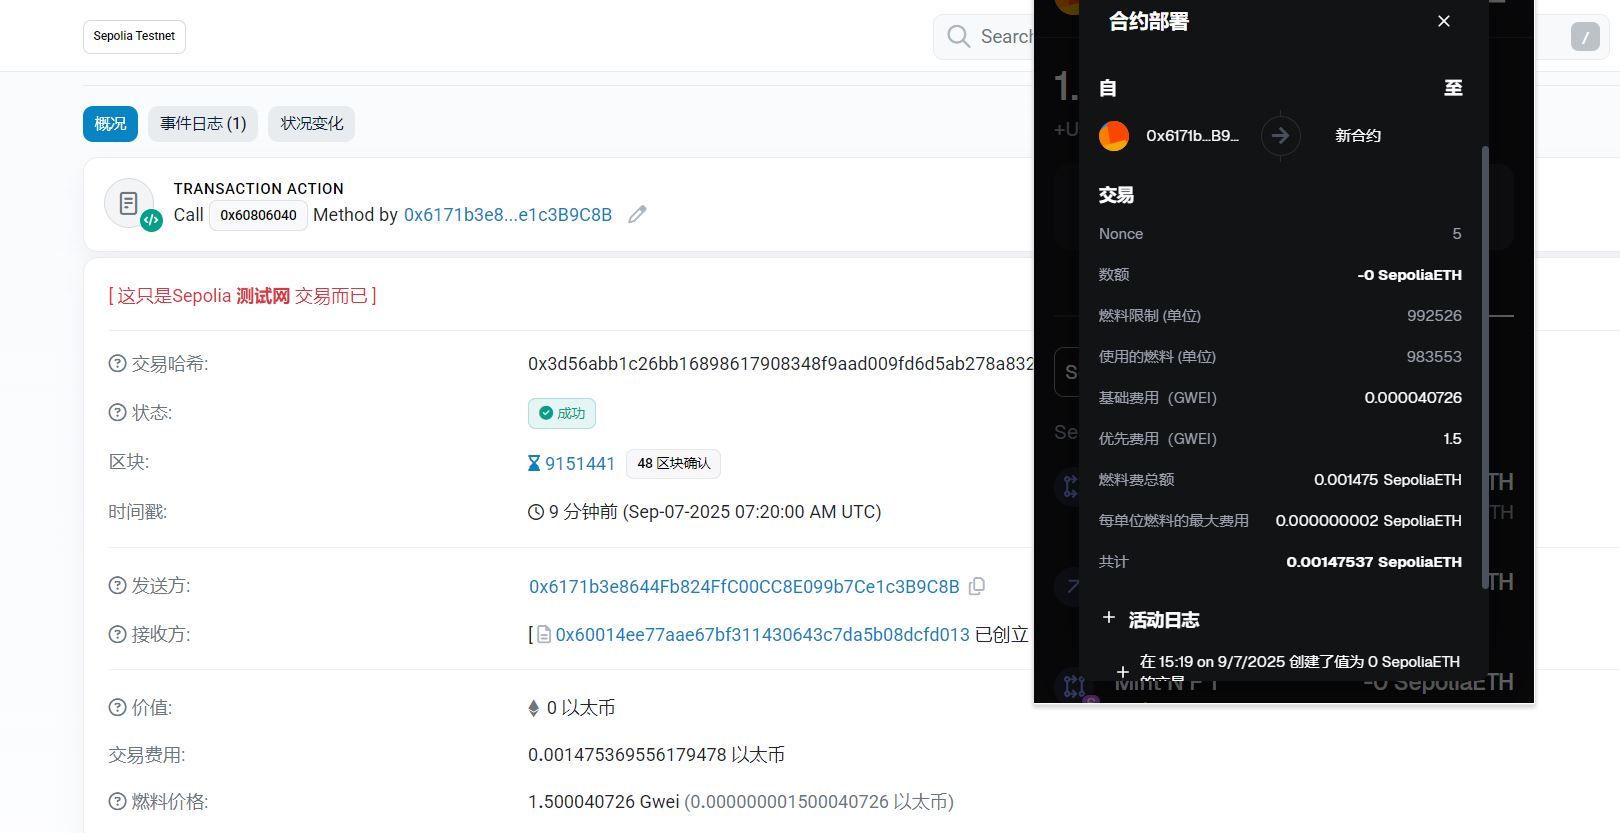 Sepolia Testnet
Search
/
概况
事件日志 (1)
状况变化
TRANSACTION ACTION
Call 0x60806040 Method by 0x6171b3e8...e1c3B9C8B
[ 这只是Sepolia 测试网 交易而已 ]
交易哈希:
0x3d56abb1c26bb16898617908348f9aad009fd6d5ab278a832
状态:
成功
区块:
9151441
48 区块确认
时间戳:
9 分钟前 (Sep-07-2025 07:20:00 AM UTC)
发送方:
0x6171b3e8644Fb824FfC00CC8E099b7Ce1c3B9C8B
接收方:
[ 0x60014ee77aae67bf311430643c7da5b08dcfd013 已创立
价值:
0 以太币
交易费用:
0.001475369556179478 以太币
燃料价格:
1.500040726 Gwei (0.000000001500040726 以太币)
合约部署
自
至
0x6171b...B9...
新合约
交易
Nonce
5
数额
-0 SepoliaETH
燃料限制 (单位)
992526
使用的燃料 (单位)
983553
基础费用（GWEI）
0.000040726
优先费用（GWEI）
1.5
燃料费总额
0.001475 SepoliaETH
每单位燃料的最大费用
0.000000002 SepoliaETH
共计
0.00147537 SepoliaETH
活动日志
在 15:19 on 9/7/2025 创建了值为 0 SepoliaETH
的交易
1.
+U
S
Se
TH
TH
TH
Mint N F T
-0 SepoliaETH